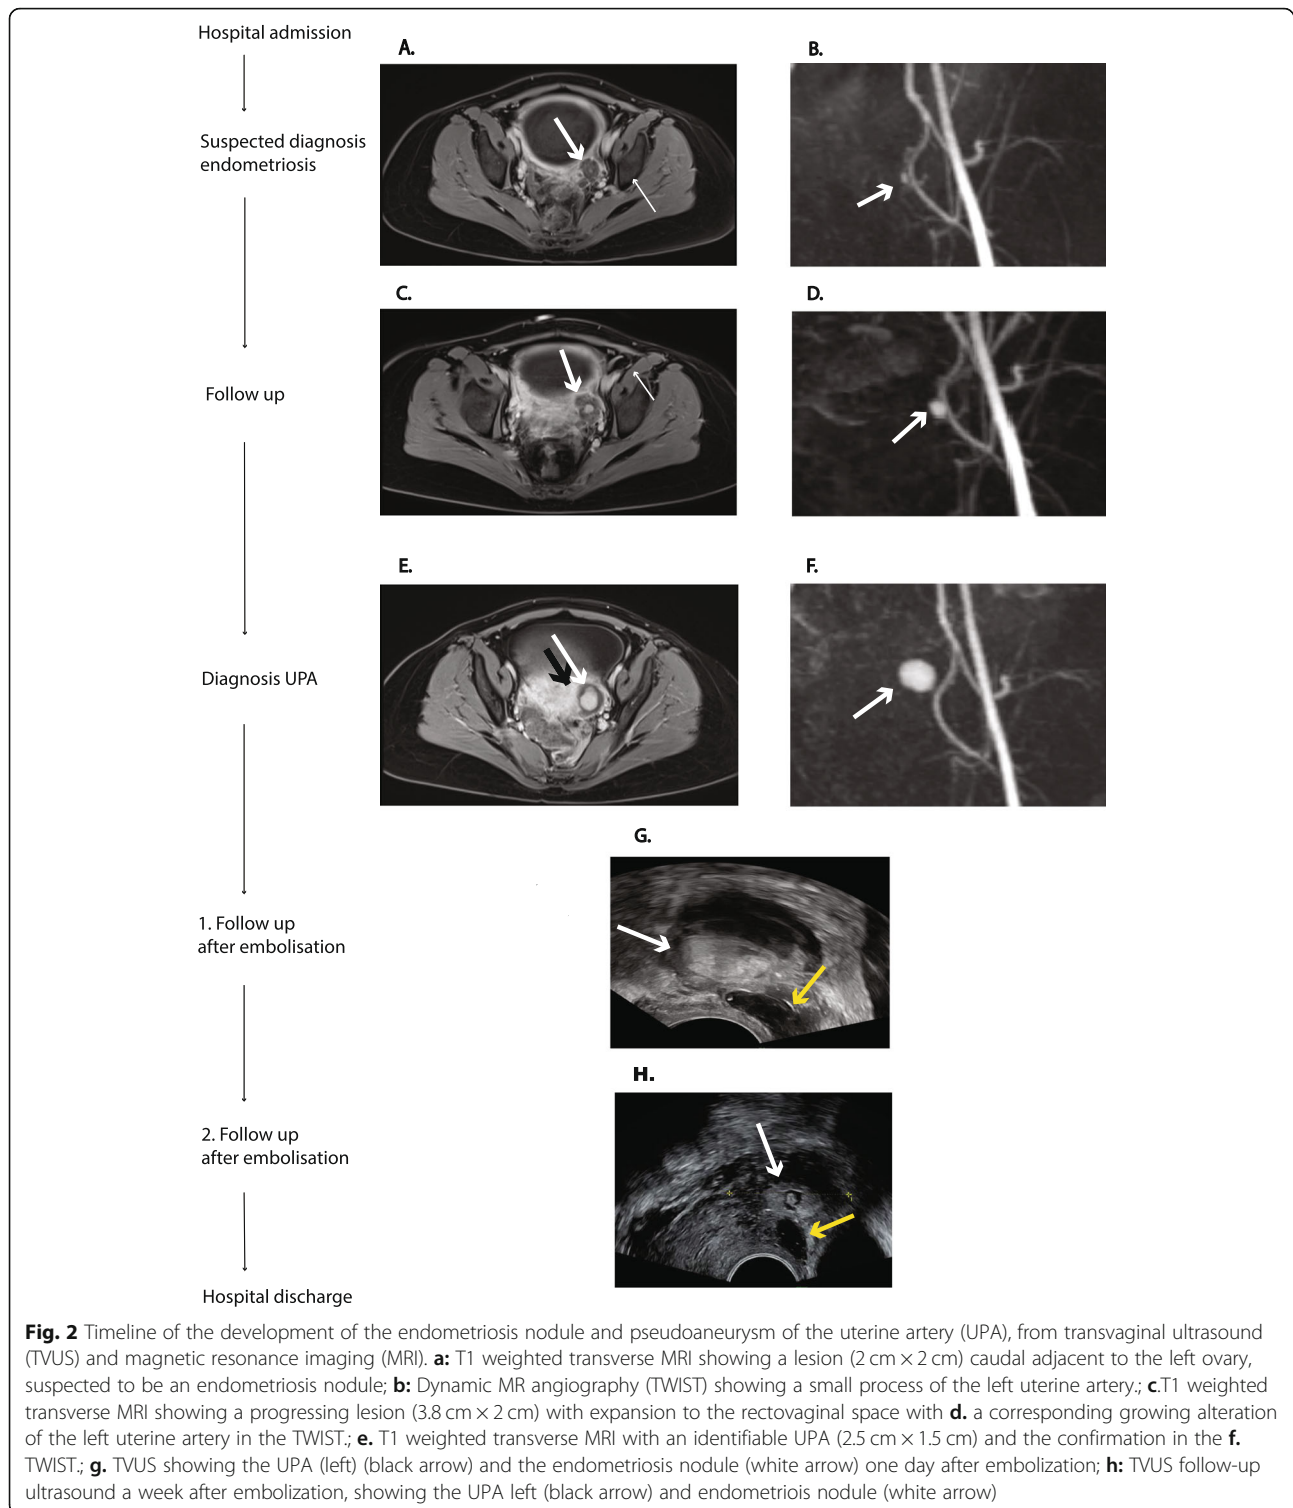 Hospital admission
A.
B.
Suspected diagnosis
endometriosis
C.
D.
Follow up
E.
F.
Diagnosis UPA
G.
1. Follow up
after embolisation
H.
2. Follow up
after embolisation
Hospital discharge
Fig. 2 Timeline of the development of the endometriosis nodule and pseudoaneurysm of the uterine artery (UPA), from transvaginal ultrasound
(TVUS) and magnetic resonance imaging (MRI). a: T1 weighted transverse MRI showing a lesion (2 cm × 2 cm) caudal adjacent to the left ovary,
suspected to be an endometriosis nodule; b: Dynamic MR angiography (TWIST) showing a small process of the left uterine artery.; c.T1 weighted
transverse MRI showing a progressing lesion (3.8 cm × 2 cm) with expansion to the rectovaginal space with d. a corresponding growing alteration
of the left uterine artery in the TWIST.; e. T1 weighted transverse MRI with an identifiable UPA (2.5 cm × 1.5 cm) and the confirmation in the f.
TWIST.; g. TVUS showing the UPA (left) (black arrow) and the endometriosis nodule (white arrow) one day after embolization; h: TVUS follow-up
ultrasound a week after embolization, showing the UPA left (black arrow) and endometriois nodule (white arrow)